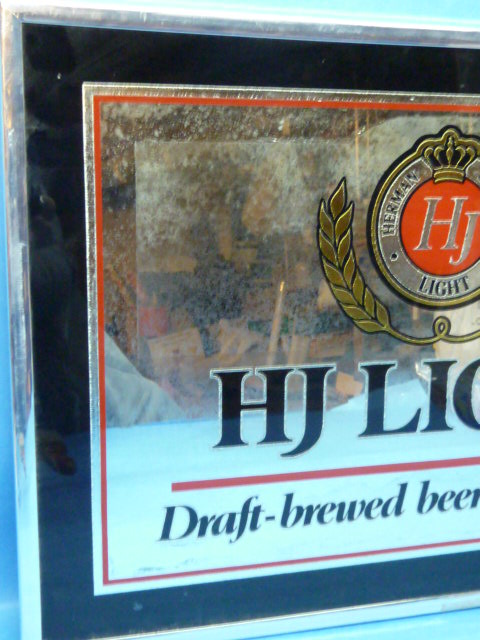 HERMAN
HJ
LIGHT
HJ LIG
Draft-brewed beer